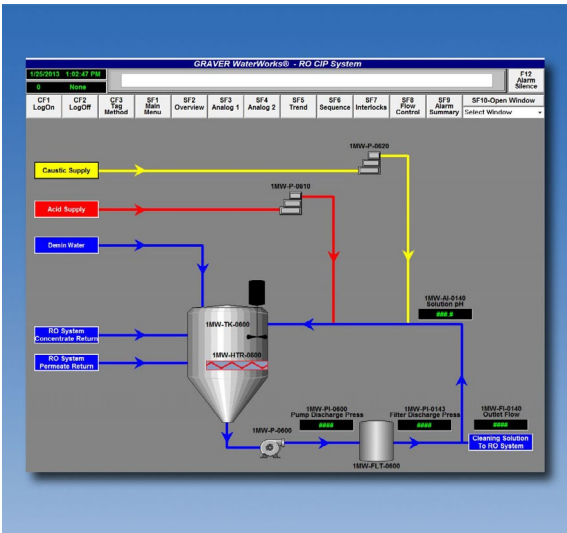 GRAVER WaterWorks® - RO CIP System
1/25/2013 1:02:47 PM
0 None
F12
Alarm
Silence
CF1
LogOn
CF2
LogOff
CF3
Tag
Method
SF1
Main
Menu
SF2
Overview
SF3
Analog 1
SF4
Analog 2
SF5
Trend
SF6
Sequence
SF7
Interlocks
SF8
Flow
Control
SF9
Alarm
Summary
SF10-Open Window
Select Window
1MW-P-0620
Caustic Supply
1MW-P-0610
Acid Supply
Demin Water
1MW-AI-0140
Solution pH
###.#
1MW-TK-0600
RO System
Concentrate Return
1MW-HTR-0600
RO System
Permeate Return
1MW-PI-0600
Pump Discharge Press
####
1MW-PI-0143
Filter Discharge Press
####
1MW-FI-0140
Outlet Flow
####
1MW-P-0600
Cleaning Solution
To RO System
1MW-FLT-0600